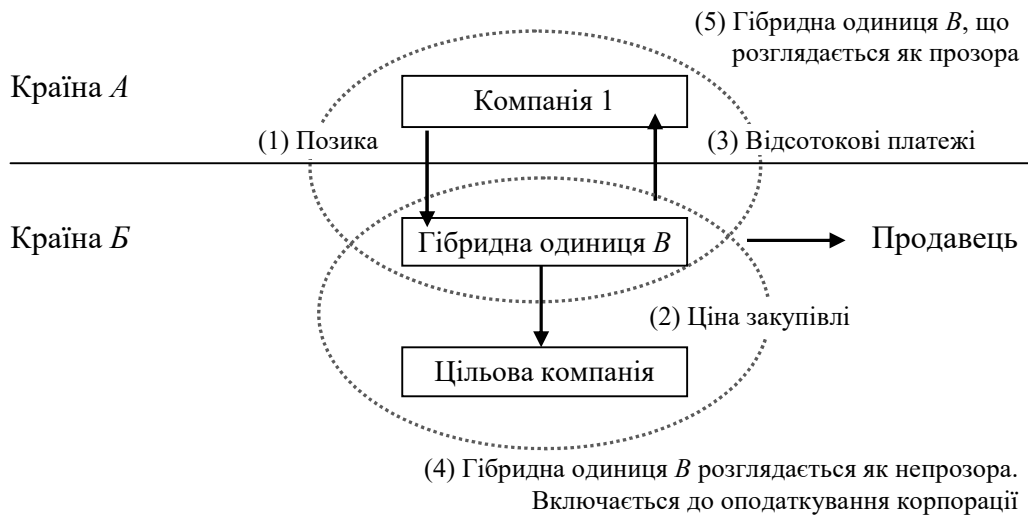 (5) Гібридна одиниця В, що
розглядається як прозора
Країна А
Компанія 1
(1) Позика
(3) Відсоткові платежі
Країна Б
Гібридна одиниця В
Продавець
(2) Ціна закупівлі
Цільова компанія
(4) Гібридна одиниця В розглядається як непрозора.
Включається до оподаткування корпорації